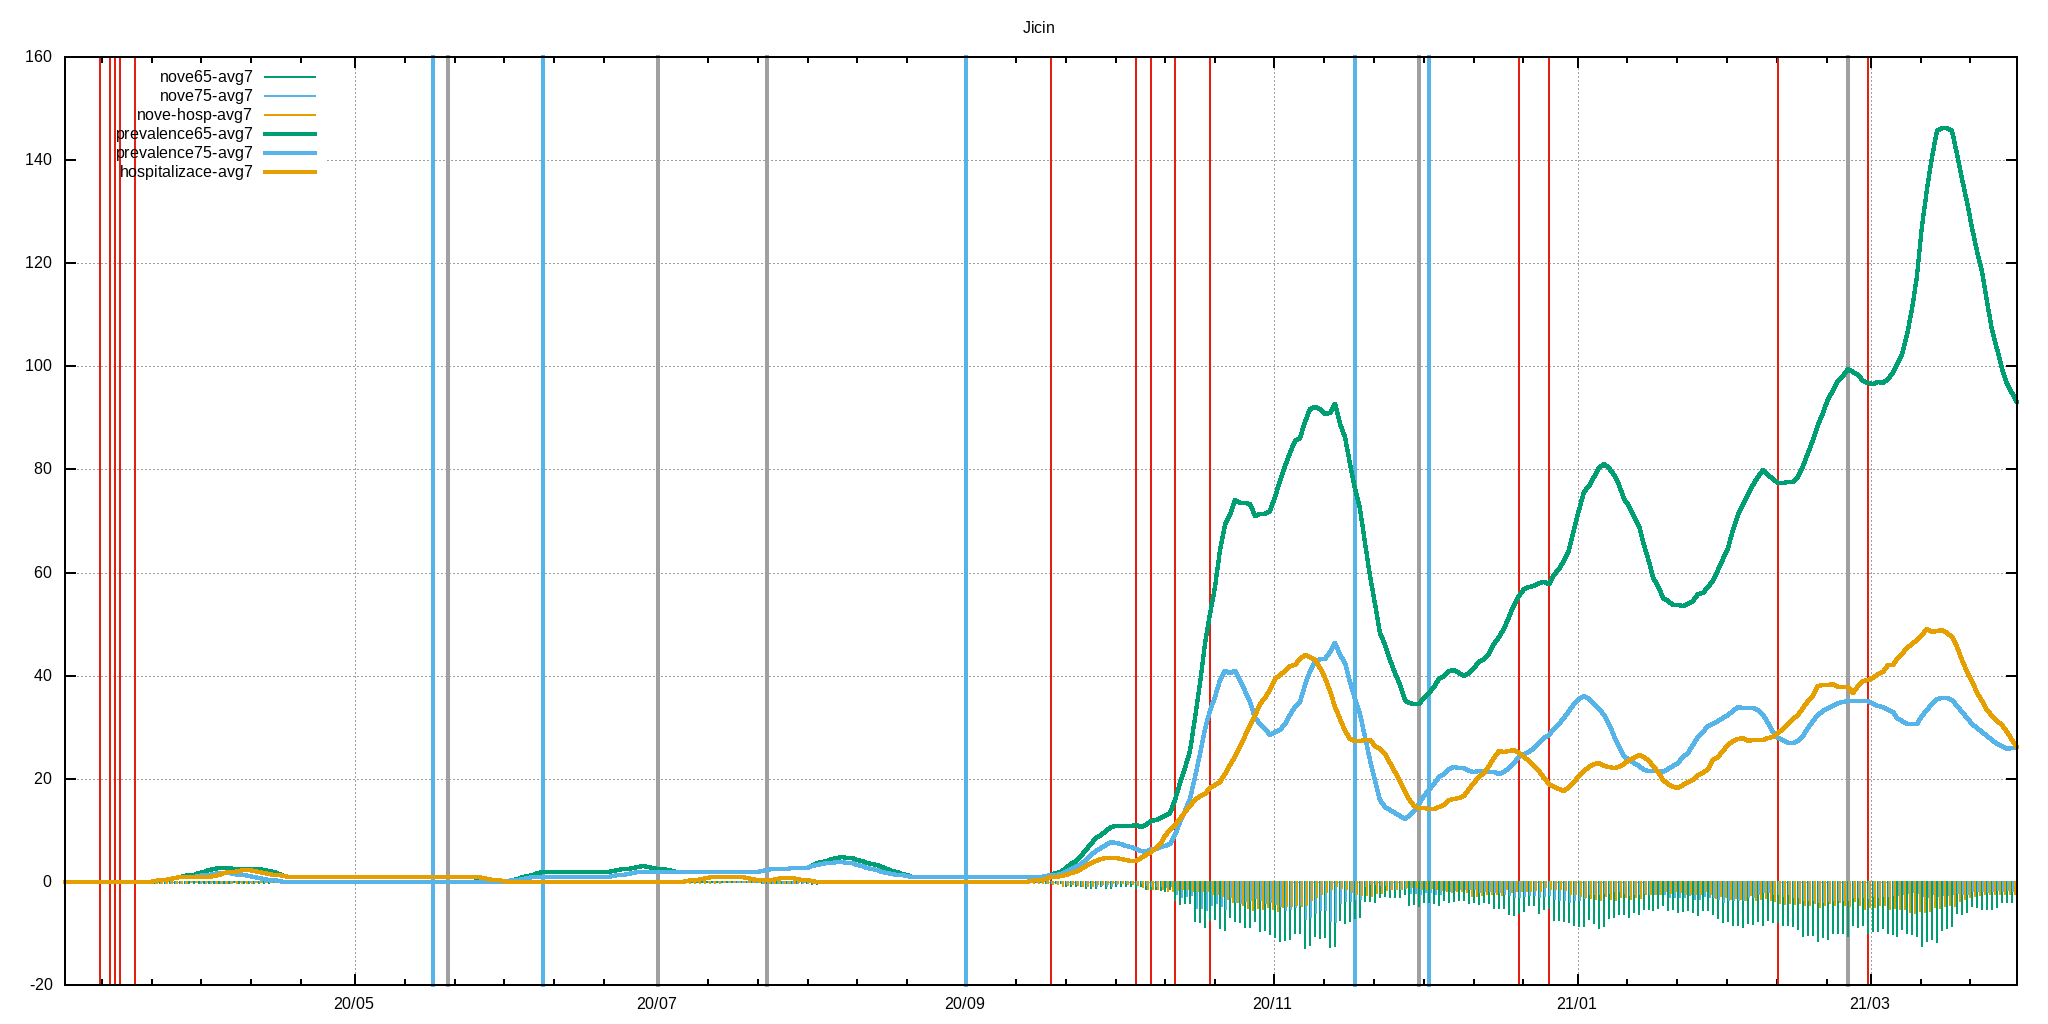 Jicin
160
nove65-avg7
nove75-avg7
nove-hosp-avg7
prevalence65-avg7
prevalence75-avg7
hospitalizace-avg7
140
120
100
80
60
40
20
0
-20
20/05 20/07 20/09 20/11 21/01 21/03